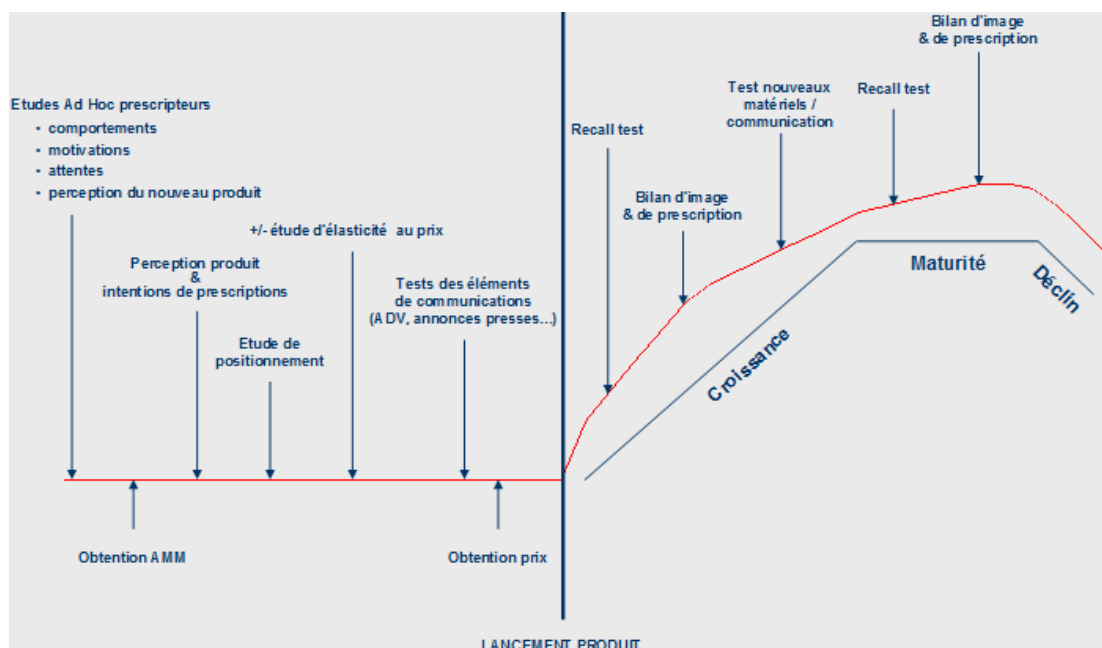 Etudes Ad Hoc prescripteurs
• comportements
• motivations
• attentes
• perception du nouveau produit
Perception produit
&
intentions de prescriptions
Etude de
positionnement
+/- étude d'élasticité au prix
Tests des éléments
de communications
(ADV, annonces presses...)
Obtention AMM
Obtention prix
LANCEMENT PRODUIT
Recall test
Bilan d'image
& de prescription
Test nouveaux
matériels /
communication
Recall test
Bilan d'image
& de prescription
Croissance
Maturité
Déclin